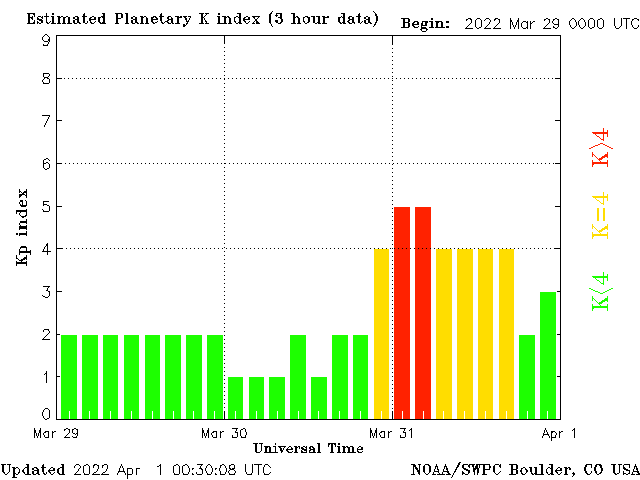 Estimated Planetary K index (3 hour data)
Begin: 2022 Mar 29 0000 UTC
9
8
7
6
5
4
3
2
1
0
Kp index
K>4
K=4
K<4
Mar 29
Mar 30
Mar 31
Apr 1
Universal Time
Updated 2022 Apr 1 00:30:08 UTC
NOAA/SWPC Boulder, CO USA